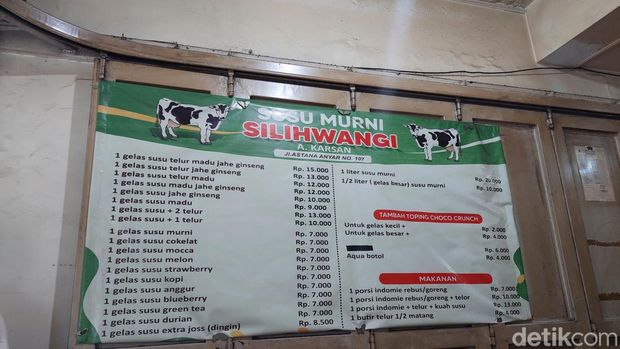 SUSU MURNI
SILIHWANGI
A. KARSAN
Jl.ASTANA ANYAR NO. 107
1 gelas susu telur madu jahe ginseng Rp. 15.000
1 gelas susu telur jahe ginseng Rp. 13.000
1 gelas susu telur madu Rp. 12.000
1 gelas susu madu jahe ginseng Rp. 12.000
1 gelas susu jahe ginseng Rp. 10.000
1 gelas susu madu Rp. 9.000
1 gelas susu + 2 telur Rp. 13.000
1 gelas susu + 1 telur Rp. 10.000
1 gelas susu murni Rp. 7.000
1 gelas susu cokelat Rp. 7.000
1 gelas susu mocca Rp. 7.000
1 gelas susu melon Rp. 7.000
1 gelas susu strawberry Rp. 7.000
1 gelas susu kopi Rp. 7.000
1 gelas susu anggur Rp. 7.000
1 gelas susu blueberry Rp. 7.000
1 gelas susu green tea Rp. 7.000
1 gelas susu durian Rp. 7.000
1 gelas susu extra joss (dingin) Rp. 8.500
1 liter susu murni Rp. 20.000
1/2 liter ( gelas besar) susu murni Rp. 10.000
TAMBAH TOPING CHOCO CRUNCH
Untuk gelas kecil + Rp. 2.000
Untuk gelas besar + Rp. 4.000
Rp. 6.000
Aqua botol Rp. 4.000
MAKANAN
1 porsi indomie rebus/goreng Rp. 7.000
1 porsi indomie rebus/goreng + telor Rp. 10.000
1 porsi indomie + telur + kuah susu Rp. 13.000
1 butir telur 1/2 matang Rp. 4.000
detikcom
detikcom